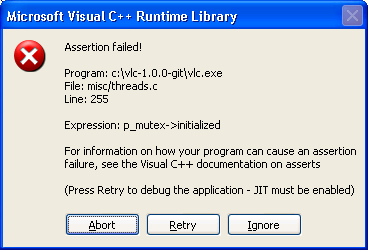 Microsoft Visual C++ Runtime Library
Assertion failed!
Program: c:\vlc-1.0.0-git\vlc.exe
File: misc/threads.c
Line: 255
Expression: p_mutex->initialized
For information on how your program can cause an assertion
failure, see the Visual C++ documentation on asserts
(Press Retry to debug the application - JIT must be enabled)
Abort
Retry
Ignore